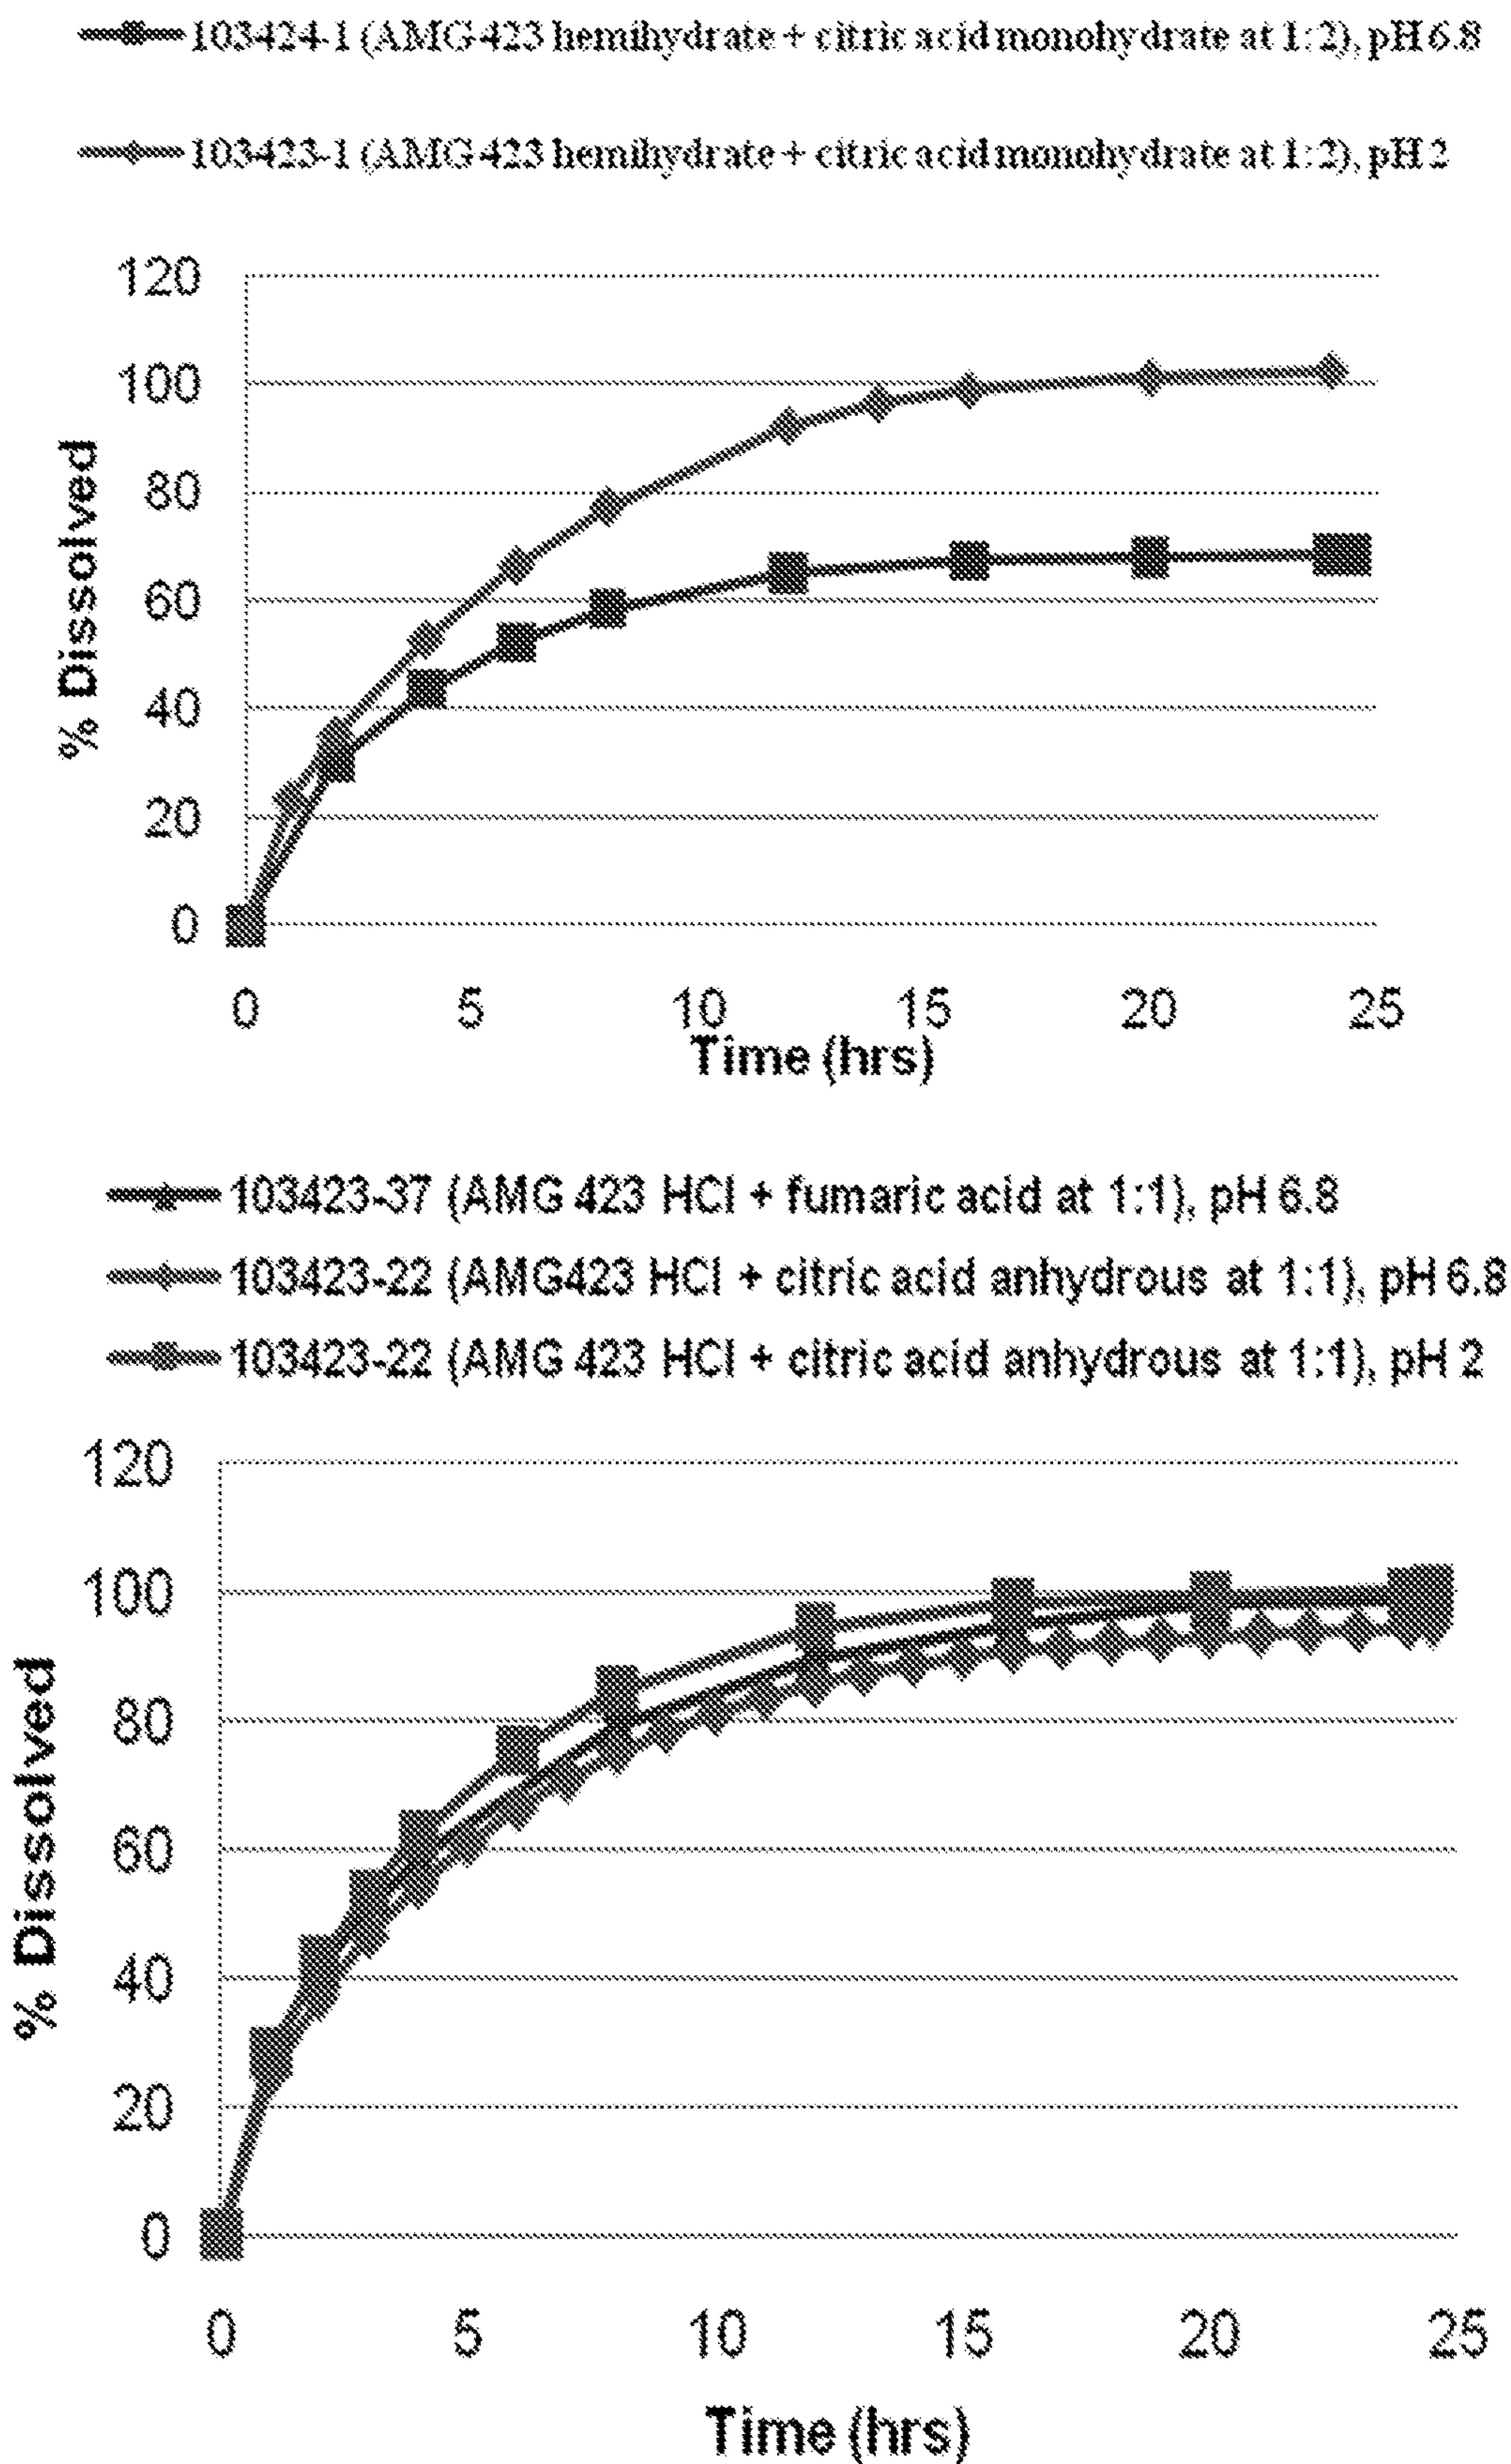 103424-1 (AMG 423 hemihydrate + citric acid monohydrate at 1:2), pH 6.8
103423-1 (AMG 423 hemihydrate + citric acid monohydrate at 1:2), pH 2
120
100
80
60
40
20
0
% Dissolved
0 5 10 15 20 25
Time (hrs)
103423-37 (AMG 423 HCl + fumaric acid at 1:1), pH 6.8
103423-22 (AMG423 HCl + citric acid anhydrous at 1:1), pH 6.8
103423-22 (AMG 423 HCl + citric acid anhydrous at 1:1), pH 2
120
100
80
60
40
20
0
% Dissolved
0 5 10 15 20 25
Time (hrs)